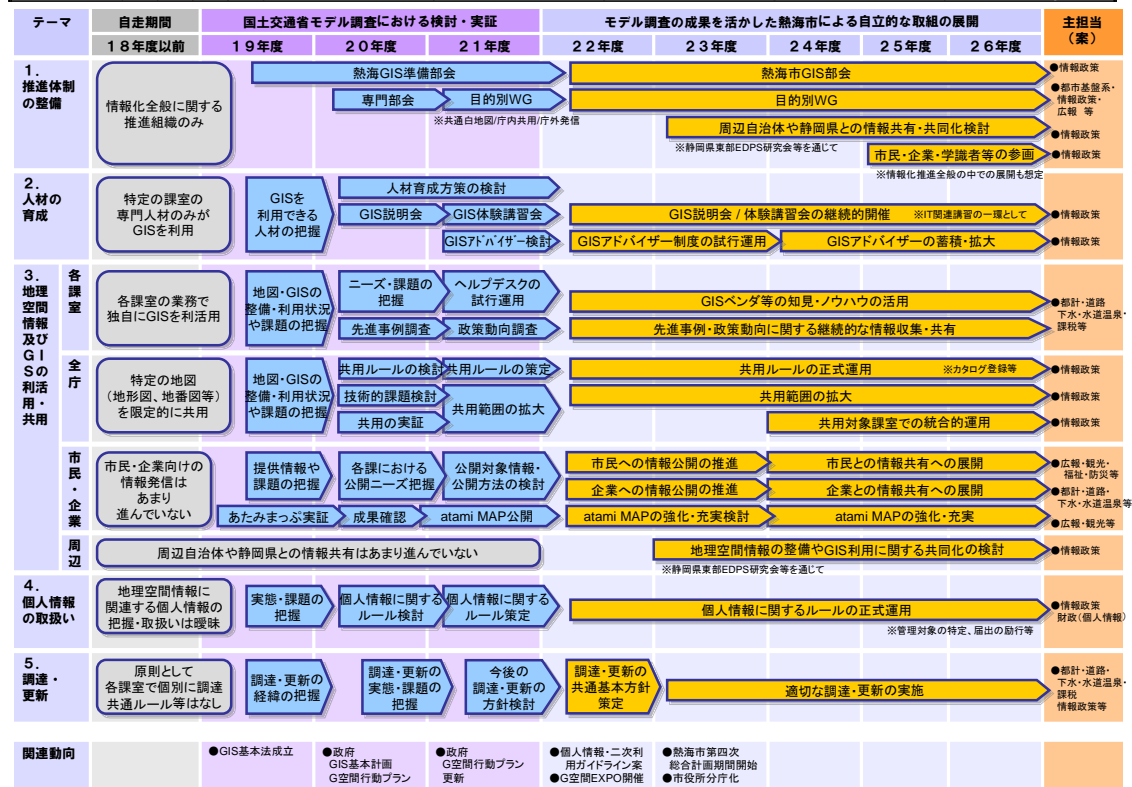 テーマ
自走期間
国土交通省モデル調査における検討・実証
モデル調査の成果を活かした熱海市による自立的な取組の展開
主担当
（案）
18年度以前
19年度
20年度
21年度
22年度
23年度
24年度
25年度
26年度
1．
推進体制
の整備
情報化全般に関する
推進組織のみ
熱海GIS準備部会
熱海市GIS部会
専門部会
目的別WG
目的別WG
※共通白地図/庁内共用/庁外発信
周辺自治体や静岡県との情報共有・共同化検討
※静岡県東部EDPS研究会等を通じて
市民・企業・学識者等の参画
※情報化推進全般の中での展開も想定
●情報政策
●都市基盤系・
情報政策・
広報 等
●情報政策
●情報政策
2．
人材の
育成
特定の課室の
専門人材のみが
GISを利用
GISを
利用できる
人材の把握
人材育成方策の検討
GIS説明会
GIS体験講習会
GIS説明会 / 体験講習会の継続的開催
※IT関連講習の一環として
GISｱﾄﾞﾊﾞｲｻﾞｰ検討
GISアドバイザー制度の試行運用
GISアドバイザーの蓄積・拡大
●情報政策
●情報政策
3．
地理
空間
情報
及び
GI
Sの
利活
用・
共用
各
課
室
各課室の業務で
独自にGISを利活用
地図・GISの
整備・利用状況
や課題の把握
ニーズ・課題の
把握
ヘルプデスクの
試行運用
GISベンダ等の知見・ノウハウの活用
先進事例調査
政策動向調査
先進事例・政策動向に関する継続的な情報収集・共有
●都計・道路
下水・水道温泉・
課税等
全
庁
特定の地図
（地形図、地番図等）
を限定的に共用
地図・GISの
整備・利用状況
や課題の把握
共用ルールの検討
共用ルールの策定
共用ルールの正式運用
※カタログ登録等
技術的課題検討
共用範囲の拡大
共用範囲の拡大
共用の実証
共用対象課室での統合的運用
●情報政策
●情報政策
●情報政策
市
民
・
企
業
市民・企業向けの
情報発信は
あまり
進んでいない
提供情報や
課題の把握
各課における
公開ニーズ把握
公開対象情報・
公開方法の検討
市民への情報公開の推進
市民との情報共有への展開
企業への情報公開の推進
企業との情報共有への展開
あたみまっぷ実証
成果確認
atami MAP公開
atami MAPの強化・充実検討
atami MAPの強化・充実
●広報・観光・
福祉・防災等
●都計・道路・
下水・水道温泉等
●広報・観光等
周
辺
周辺自治体や静岡県との情報共有はあまり進んでいない
地理空間情報の整備やGIS利用に関する共同化の検討
※静岡県東部EDPS研究会等を通じて
●情報政策
4．
個人情報
の取扱い
地理空間情報に
関連する個人情報の
把握・取扱いは曖昧
実態・課題の
把握
個人情報に関する
ルール検討
個人情報に関する
ルール策定
個人情報に関するルールの正式運用
※管理対象の特定、届出の励行等
●情報政策
財政（個人情報）
5．
調達・
更新
原則として
各課室で個別に調達
共通ルール等はなし
調達・更新の
経緯の把握
調達・更新の
実態・課題の
把握
今後の
調達・更新の
方針検討
調達・更新の
共通基本方針
策定
適切な調達・更新の実施
●都計・道路・
下水・水道温泉・
課税
情報政策等
関連動向
●GIS基本法成立
●政府
GIS基本計画
G空間行動プラン
●政府
G空間行動プラン
更新
●個人情報・二次利
用ガイドライン案
●G空間EXPO開催
●熱海市第四次
総合計画期間開始
●市役所分庁化